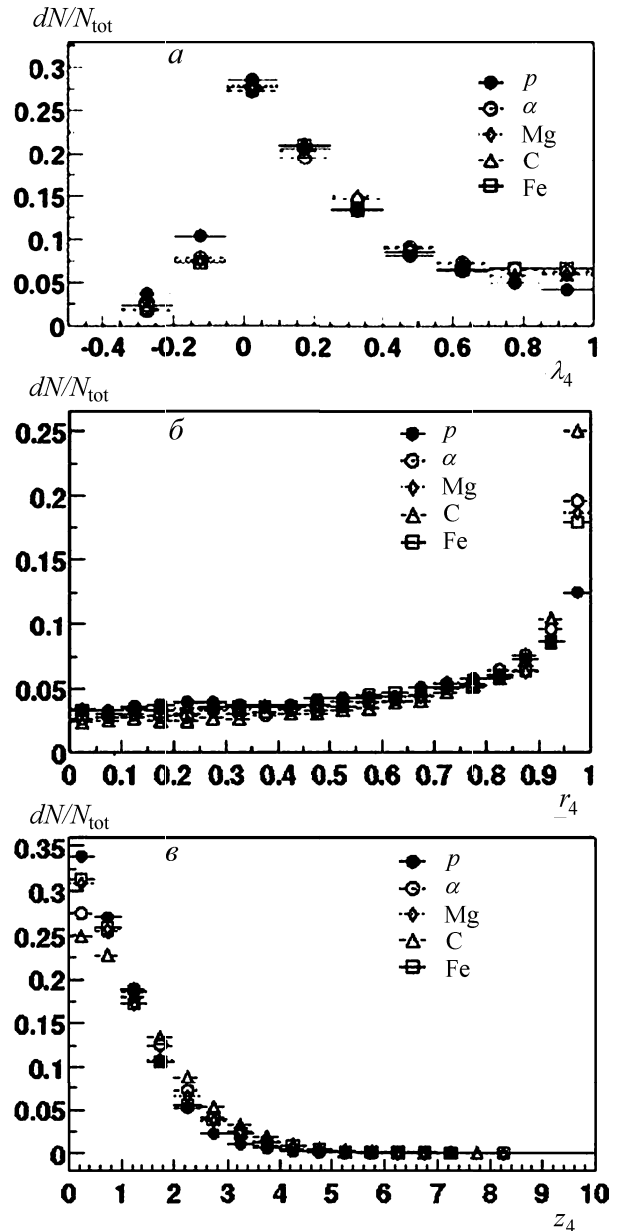 dN/N_tot
а
0.3
0.25
0.2
0.15
0.1
0.05
0
p
α
Mg
C
Fe
-0.4 -0.2 0 0.2 0.4 0.6 0.8 1
λ_4
dN/N_tot
б
0.25
0.2
0.15
0.1
0.05
0
p
α
Mg
C
Fe
0 0.1 0.2 0.3 0.4 0.5 0.6 0.7 0.8 0.9 1
r_4
dN/N_tot
в
0.35
0.3
0.25
0.2
0.15
0.1
0.05
0
p
α
Mg
C
Fe
0 1 2 3 4 5 6 7 8 9 10
z_4